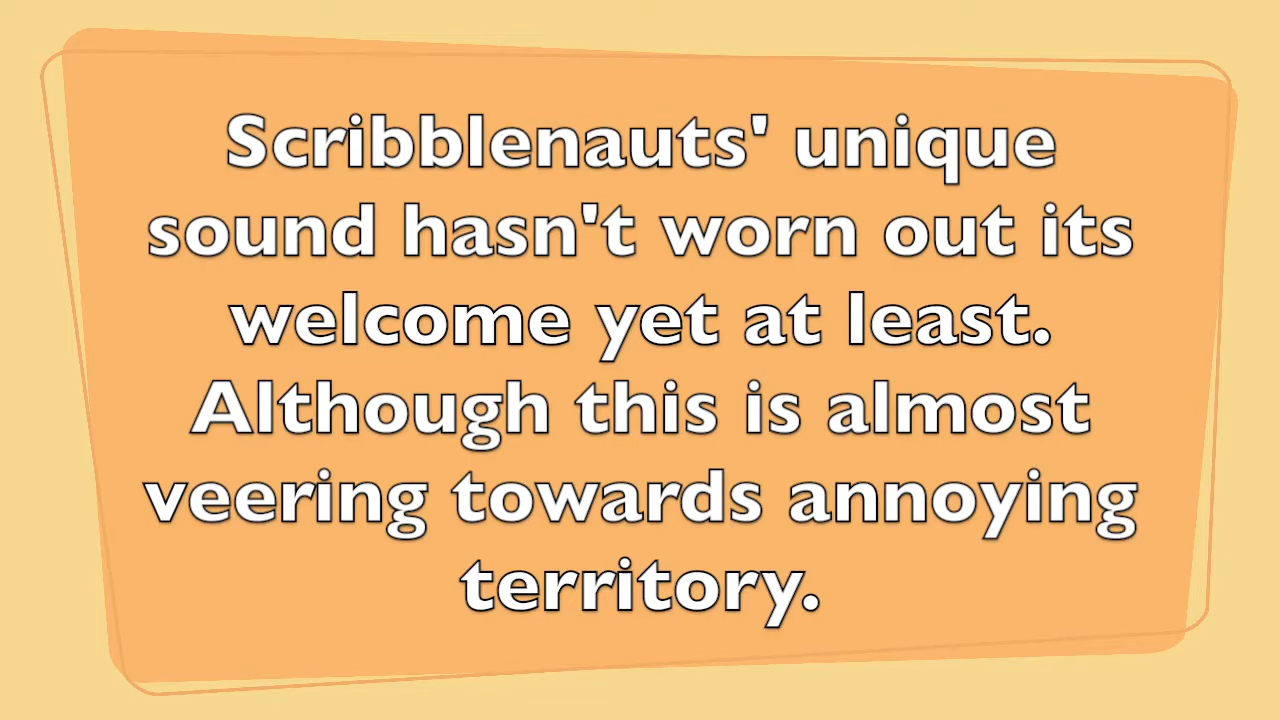 Scribblenauts' unique
sound hasn't worn out its
welcome yet at least.
Although this is almost
veering towards annoying
territory.